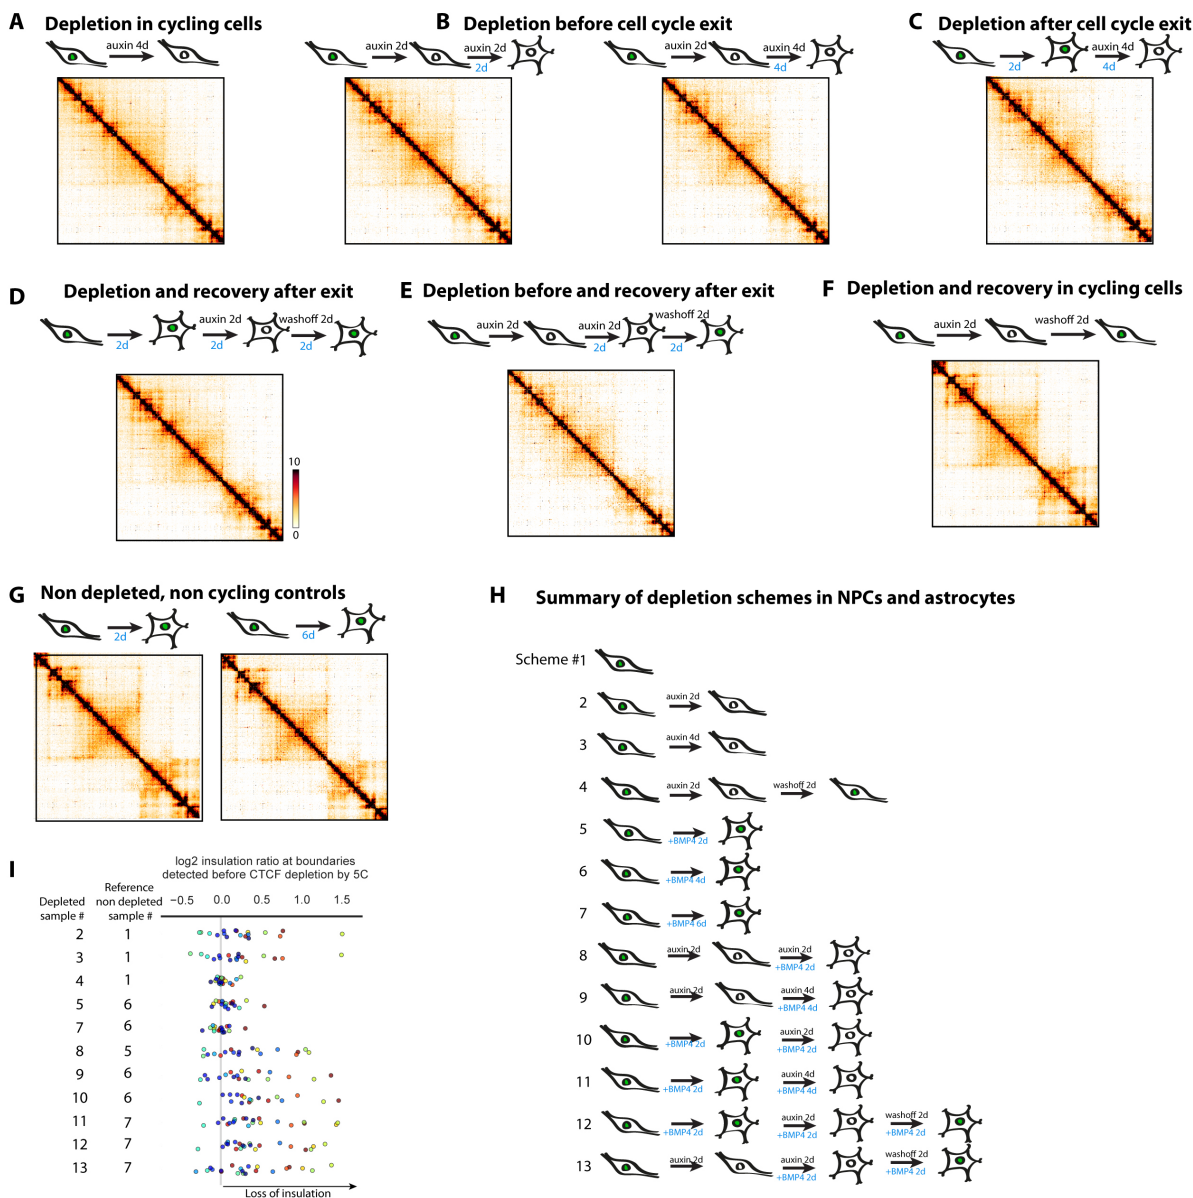 A Depletion in cycling cells
auxin 4d
B Depletion before cell cycle exit
auxin 2d
auxin 2d
2d
auxin 2d
auxin 4d
4d
C Depletion after cell cycle exit
2d
auxin 4d
4d
D Depletion and recovery after exit
2d
auxin 2d
2d
washoff 2d
2d
10
0
E Depletion before and recovery after exit
auxin 2d
auxin 2d
2d
washoff 2d
2d
F Depletion and recovery in cycling cells
auxin 2d
washoff 2d
G Non depleted, non cycling controls
2d
6d
H Summary of depletion schemes in NPCs and astrocytes
Scheme #1
2 auxin 2d
3 auxin 4d
4 auxin 2d washoff 2d
5 +BMP4 2d
6 +BMP4 4d
7 +BMP4 6d
8 auxin 2d auxin 2d
+BMP4 2d
9 auxin 2d auxin 4d
+BMP4 4d
10 auxin 2d
+BMP4 2d +BMP4 2d
11 auxin 4d
+BMP4 2d +BMP4 4d
12 auxin 2d washoff 2d
+BMP4 2d +BMP4 2d +BMP4 2d
13 auxin 2d auxin 2d washoff 2d
+BMP4 2d +BMP4 2d
I
log2 insulation ratio at boundaries
detected before CTCF depletion by 5C
Depleted
sample #
Reference
non depleted
sample #
−0.5 0.0 0.5 1.0 1.5
2 1
3 1
4 1
5 6
7 6
8 5
9 6
10 6
11 7
12 7
13 7
Loss of insulation